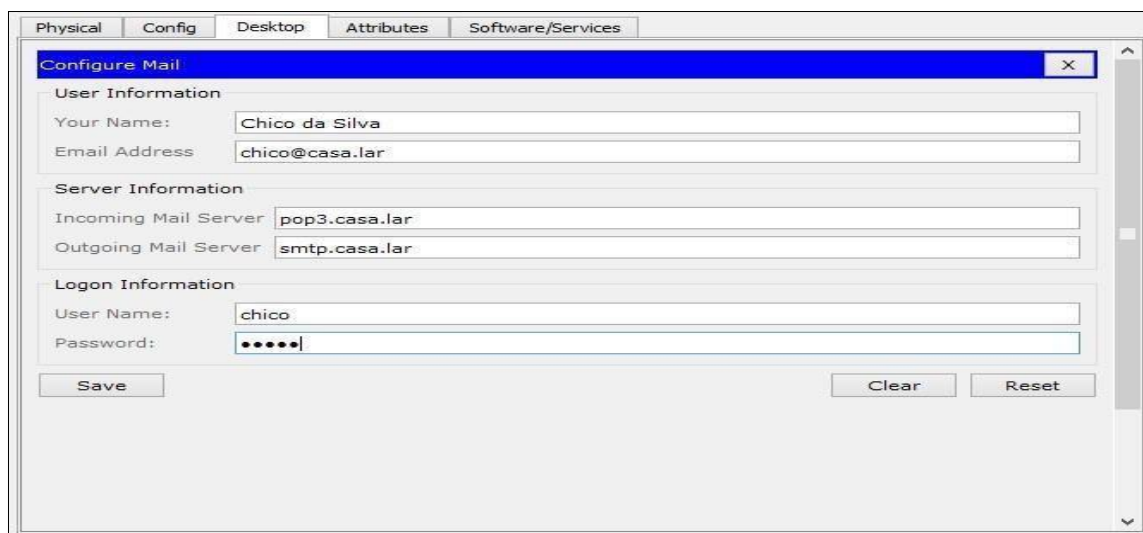 Physical Config Desktop Attributes Software/Services
Configure Mail X
User Information
Your Name: Chico da Silva
Email Address chico@casa.lar
Server Information
Incoming Mail Server pop3.casa.lar
Outgoing Mail Server smtp.casa.lar
Logon Information
User Name: chico
Password: •••••
Save Clear Reset